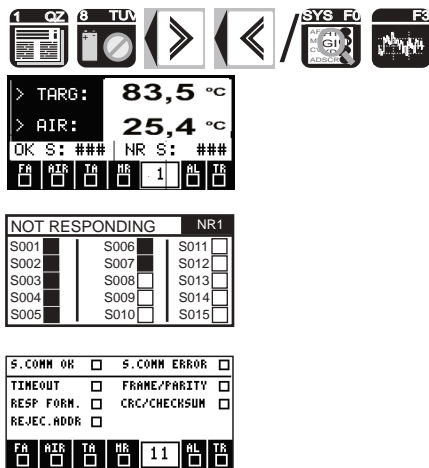 1 QZ 8 TUV SYS F0 F3
GI
> TARG: 83,5 °C
> AIR: 25,4 °C
OK S: ### NR S: ###
FA AIR TA MR 1 AL TR
NOT RESPONDING NR1
S001 S006 S011
S002 S007 S012
S003 S008 S013
S004 S009 S014
S005 S010 S015
S.COMM OK S.COMM ERROR
TIMEOUT FRAME/PARITY
RESP FORM. CRC/CHECKSUM
REJEC.ADDR
FA AIR TA MR 11 AL TR